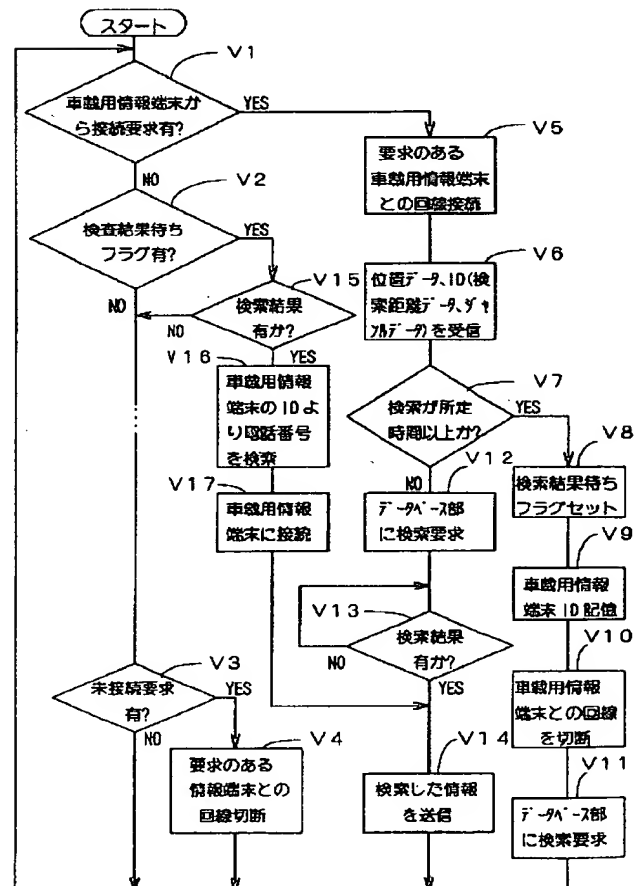 スタート
V1
車載用情報端末か
ら接続要求有?
YES
NO
V2
検査結果待ち
フラグ有?
YES
NO
V15
検索結果
有か?
NO
YES
V16
車載用情報
端末のIDよ
り電話番号
を検索
V17
車載用情報
端末に接続
V3
未接続要求
有?
YES
NO
V4
要求のある
情報端末との
回線切断
V5
要求のある
車載用情報端末
との回線接続
V6
位置データ、ID(検
索距離データ、ジャ
ンルデータ)を受信
V7
検索が所定
時間以上か?
YES
NO
V12
データベース部
に検索要求
V13
検索結果
有か?
NO
YES
V14
検索した情報
を送信
V8
検索結果待ち
フラグセット
V9
車載用情報
端末ID記憶
V10
車載用情報
端末との回線
を切断
V11
データベース部
に検索要求